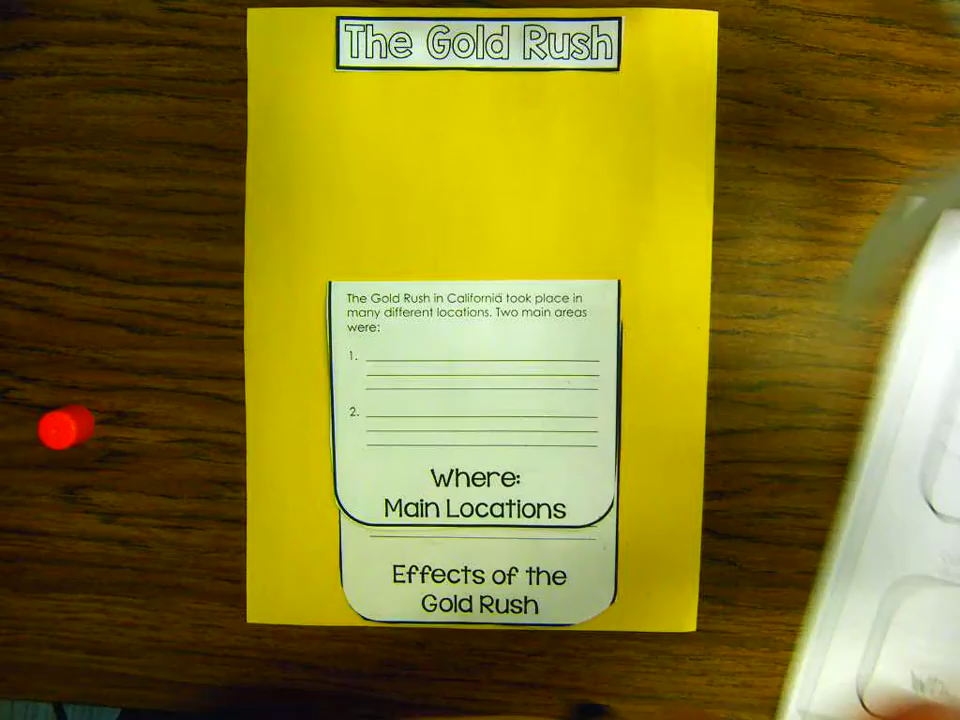 The Gold Rush
The Gold Rush in California took place in
many different locations. Two main areas
were:
1.
2.
Where:
Main Locations
Effects of the
Gold Rush